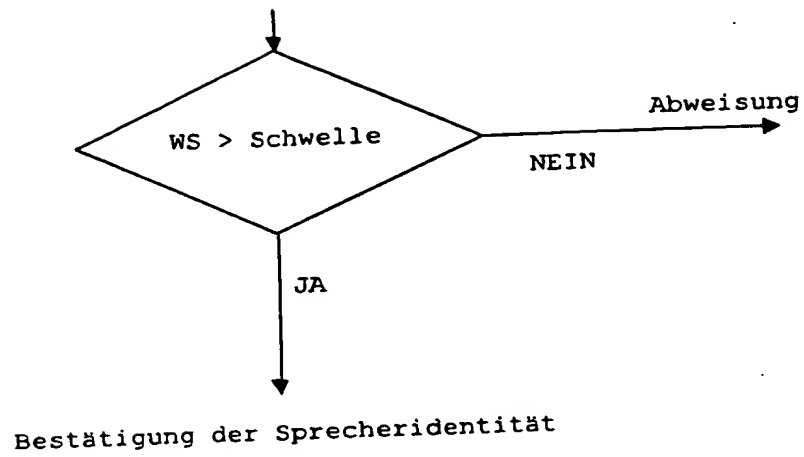 Abweisung
WS > Schwelle
NEIN
JA
Bestätigung der Sprecheridentität